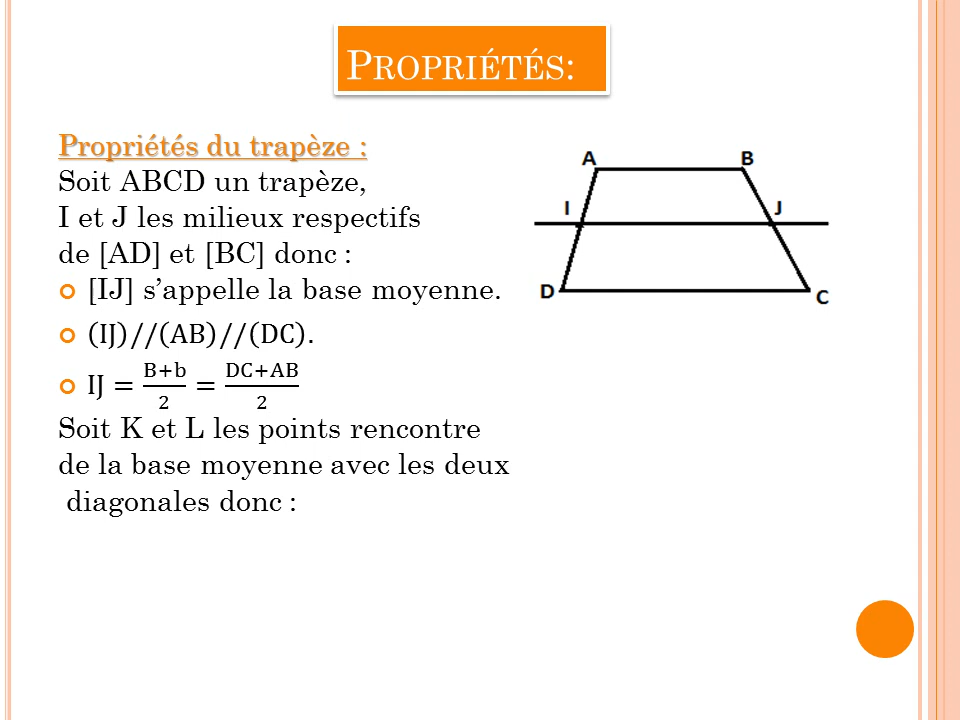 PROPRIÉTÉS:
Propriétés du trapèze :
Soit ABCD un trapèze,
I et J les milieux respectifs
de [AD] et [BC] donc :
[IJ] s’appelle la base moyenne.
(IJ)//(AB)//(DC).
IJ = B+b/2 = DC+AB/2
Soit K et L les points rencontre
de la base moyenne avec les deux
diagonales donc :
A B
I J
D C